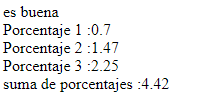 es buena
Porcentaje 1 :0.7
Porcentaje 2 :1.47
Porcentaje 3 :2.25
suma de porcentajes :4.42